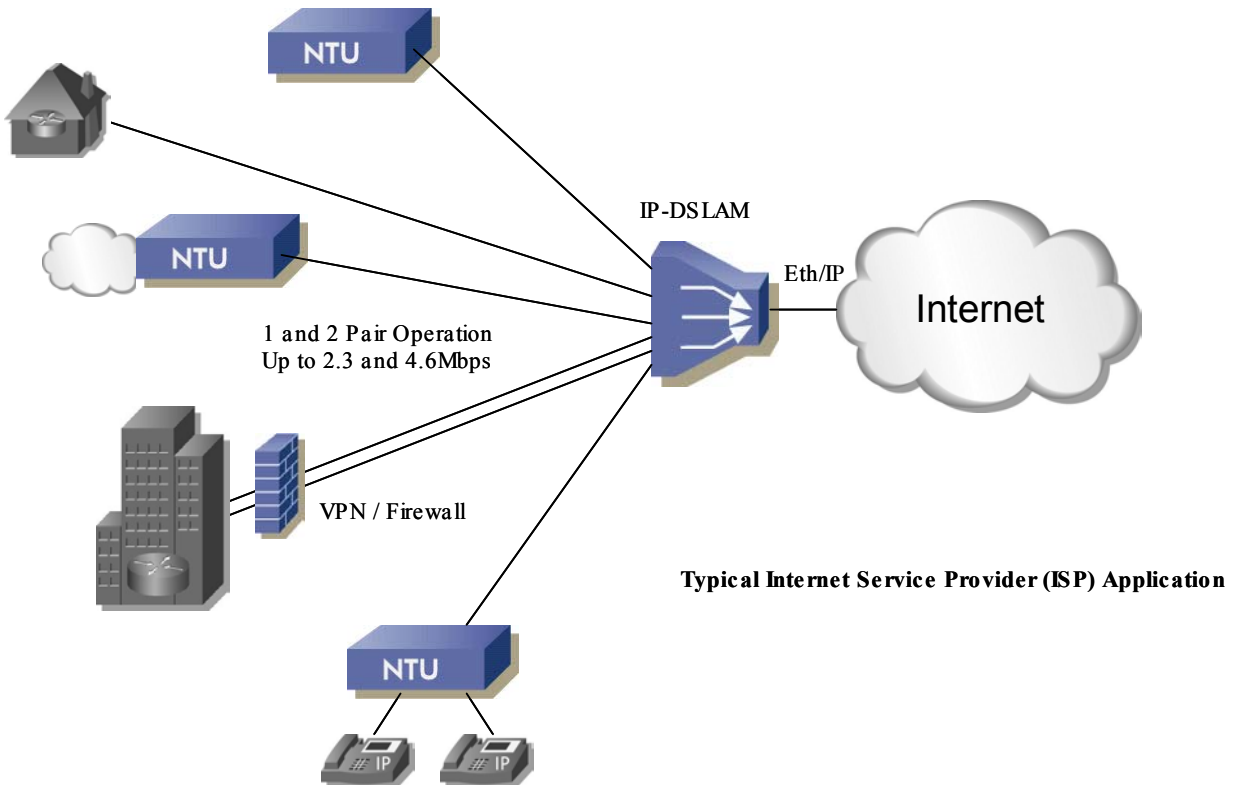 NTU
IP-DSLAM
NTU
Eth/IP
Internet
1 and 2 Pair Operation
Up to 2.3 and 4.6Mbps
VPN / Firewall
Typical Internet Service Provider (ISP) Application
NTU
IP
IP